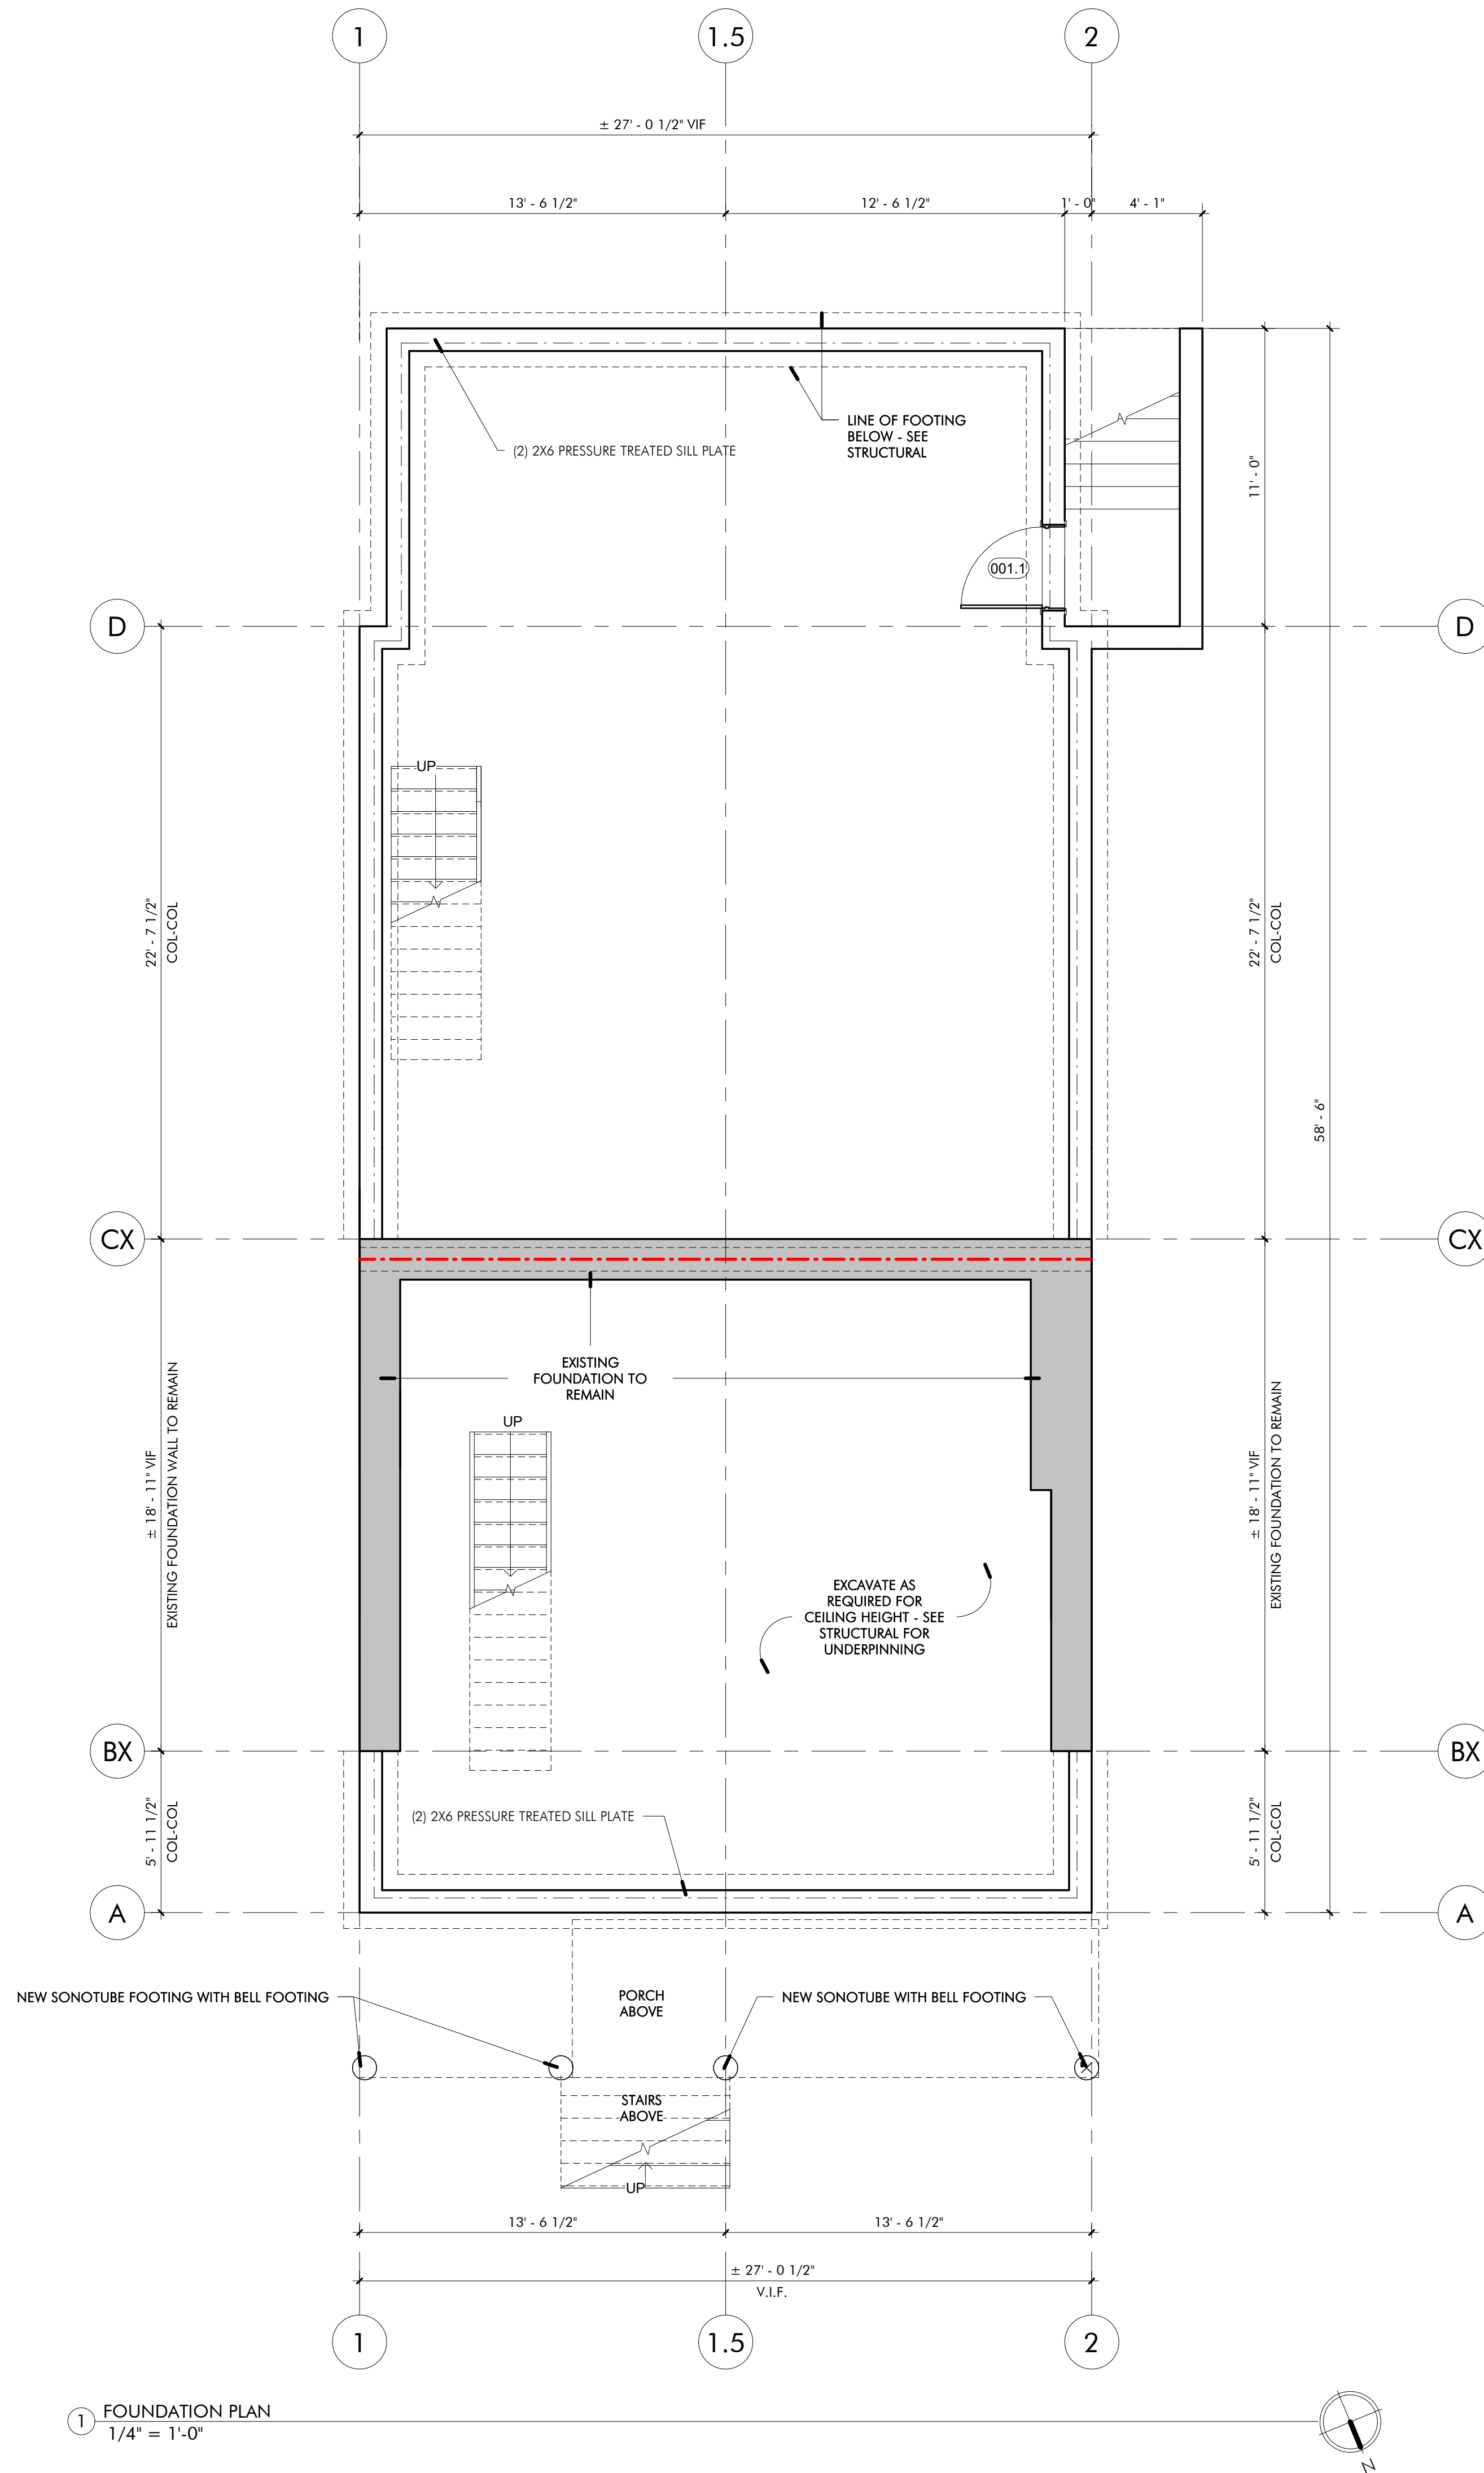 1
1.5
2
± 27' - 0 1/2" VIF
13' - 6 1/2"
12' - 6 1/2"
1' - 0"
4' - 1"
LINE OF FOOTING
BELOW - SEE
STRUCTURAL
(2) 2X6 PRESSURE TREATED SILL PLATE
11' - 0"
001.1
D
D
UP
22' - 7 1/2"
COL-COL
22' - 7 1/2"
COL-COL
58' - 6"
CX
CX
EXISTING
FOUNDATION TO
REMAIN
± 18' - 11" VIF
EXISTING FOUNDATION WALL TO REMAIN
± 18' - 11" VIF
EXISTING FOUNDATION TO REMAIN
UP
EXCAVATE AS
REQUIRED FOR
CEILING HEIGHT - SEE
STRUCTURAL FOR
UNDERPINNING
BX
BX
(2) 2X6 PRESSURE TREATED SILL PLATE
5' - 11 1/2"
COL-COL
5' - 11 1/2"
COL-COL
A
A
NEW SONOTUBE FOOTING WITH BELL FOOTING
PORCH
ABOVE
NEW SONOTUBE WITH BELL FOOTING
STAIRS
ABOVE
UP
13' - 6 1/2"
13' - 6 1/2"
± 27' - 0 1/2"
V.I.F.
1
1.5
2
1
FOUNDATION PLAN
1/4" = 1'-0"
N